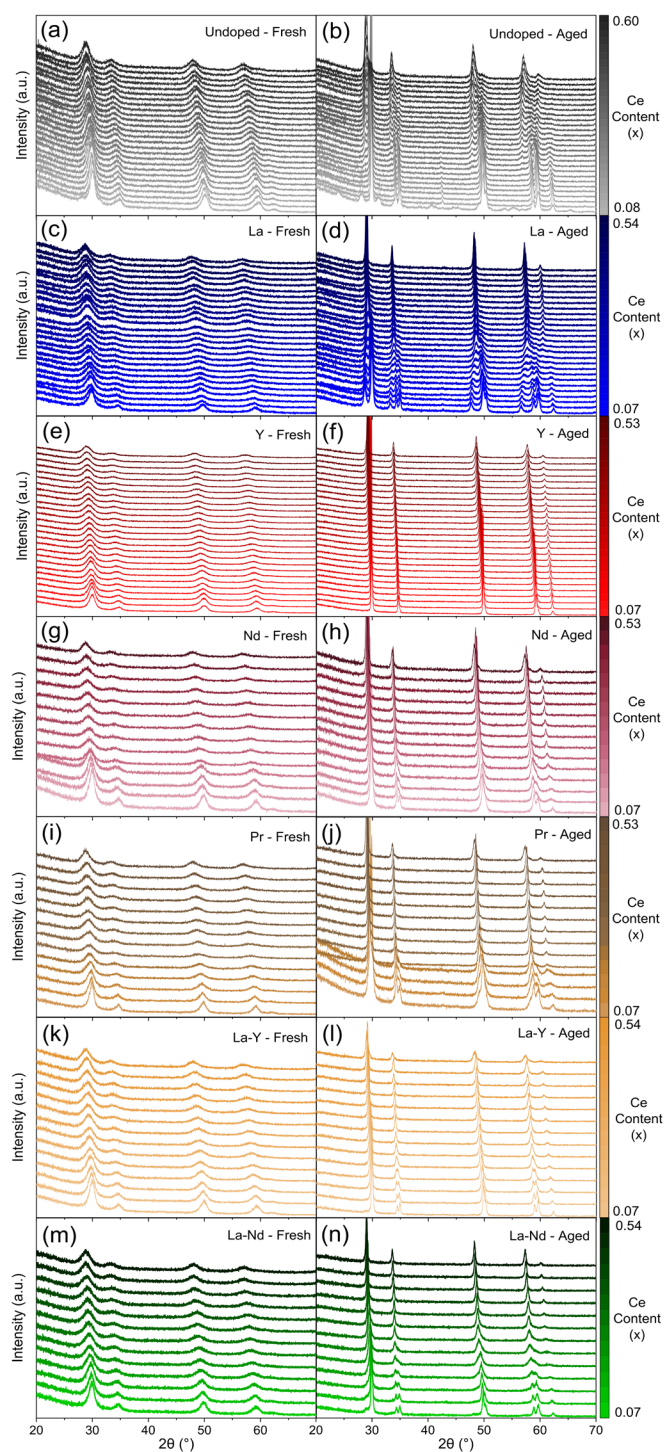 (a) Undoped - Fresh
(b) Undoped - Aged
0.60
Ce
Content
(x)
0.08
Intensity (a.u.)
(c) La - Fresh
(d) La - Aged
0.54
Ce
Content
(x)
0.07
Intensity (a.u.)
(e) Y - Fresh
(f) Y - Aged
0.53
Ce
Content
(x)
0.07
Intensity (a.u.)
(g) Nd - Fresh
(h) Nd - Aged
0.53
Ce
Content
(x)
0.07
Intensity (a.u.)
(i) Pr - Fresh
(j) Pr - Aged
0.53
Ce
Content
(x)
0.07
Intensity (a.u.)
(k) La-Y - Fresh
(l) La-Y - Aged
0.54
Ce
Content
(x)
0.07
Intensity (a.u.)
(m) La-Nd - Fresh
(n) La-Nd - Aged
0.54
Ce
Content
(x)
0.07
Intensity (a.u.)
20 30 40 50 60 20 30 40 50 60 70
2θ (°) 2θ (°)